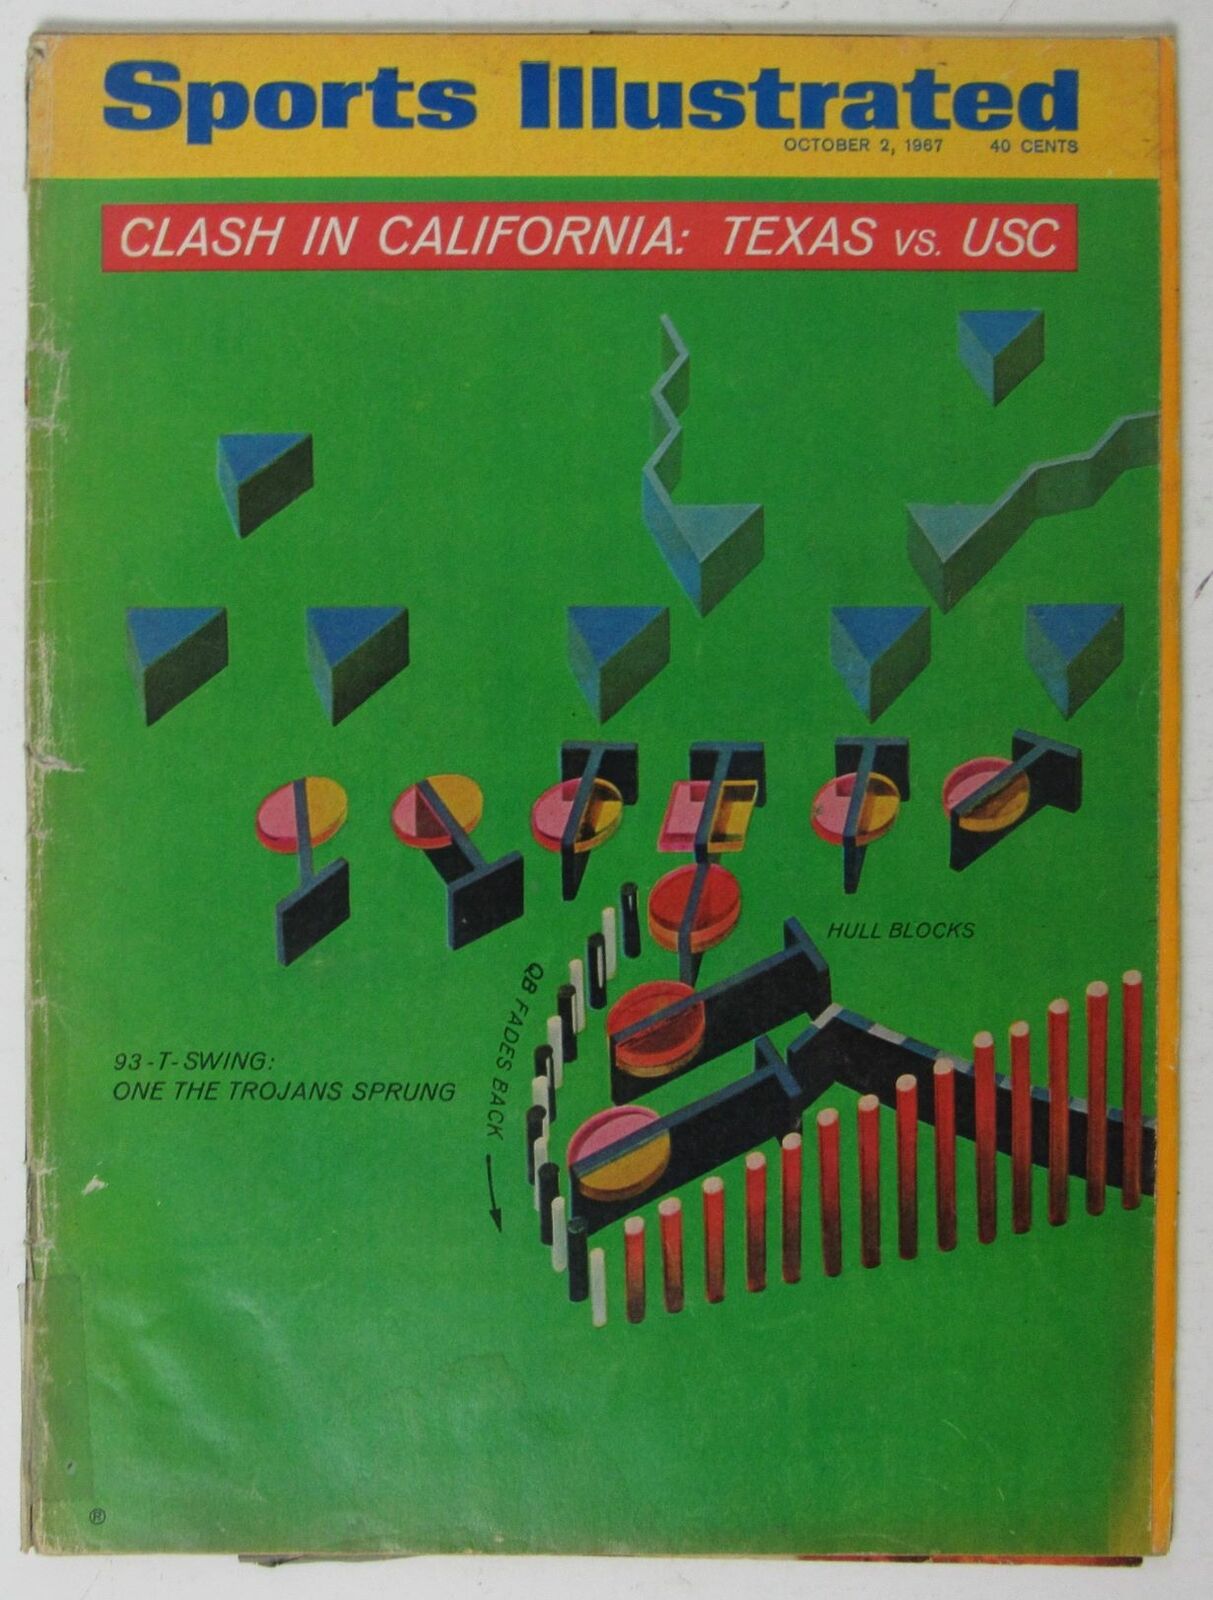 Sports Illustrated
OCTOBER 2, 1967 40 CENTS
CLASH IN CALIFORNIA: TEXAS VS. USC
HULL BLOCKS
QB FADES BACK
93-T-SWING:
ONE THE TROJANS SPRUNG
®